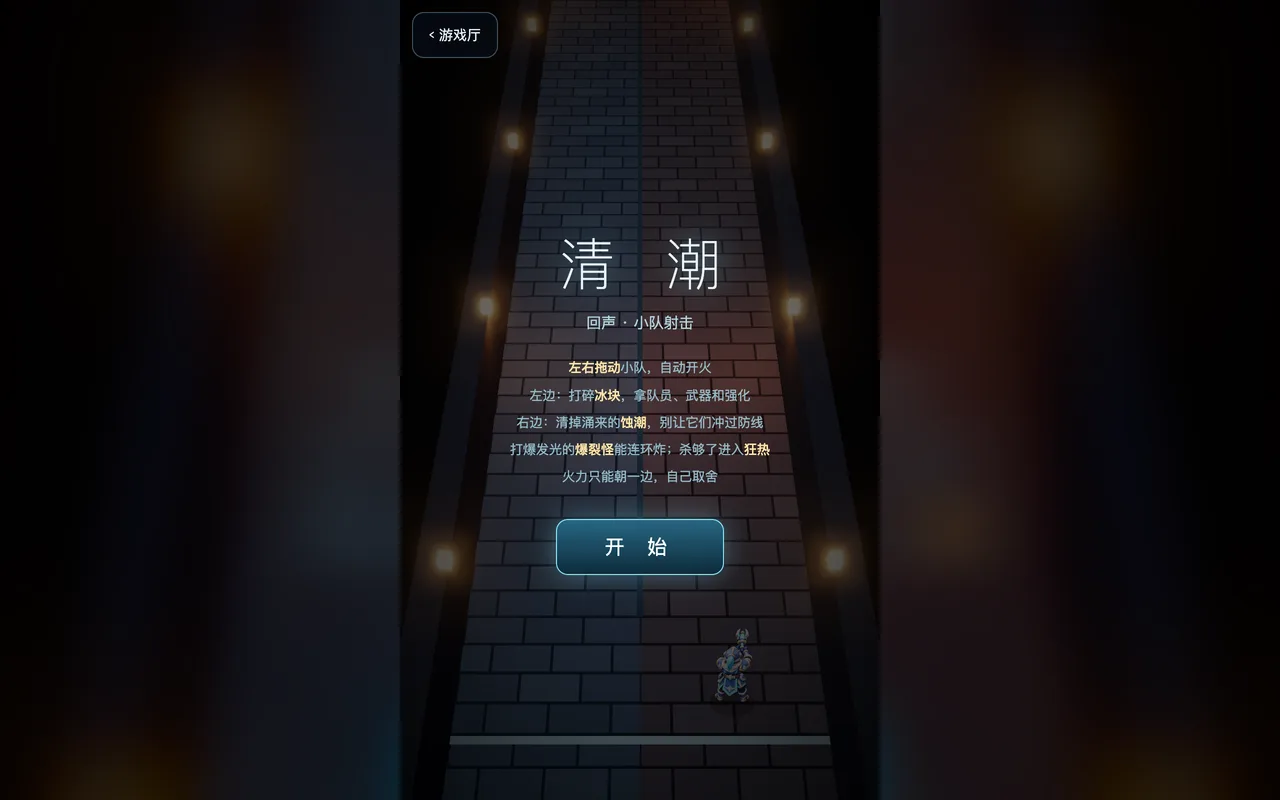 < 游戏厅
清 潮
回声 · 小队射击
左右拖动小队，自动开火
左边：打碎冰块，拿队员、武器和强化
右边：清掉涌来的蚀潮，别让它们冲过防线
打爆发光的爆裂怪能连环炸；杀够了进入狂热
火力只能朝一边，自己取舍
开 始